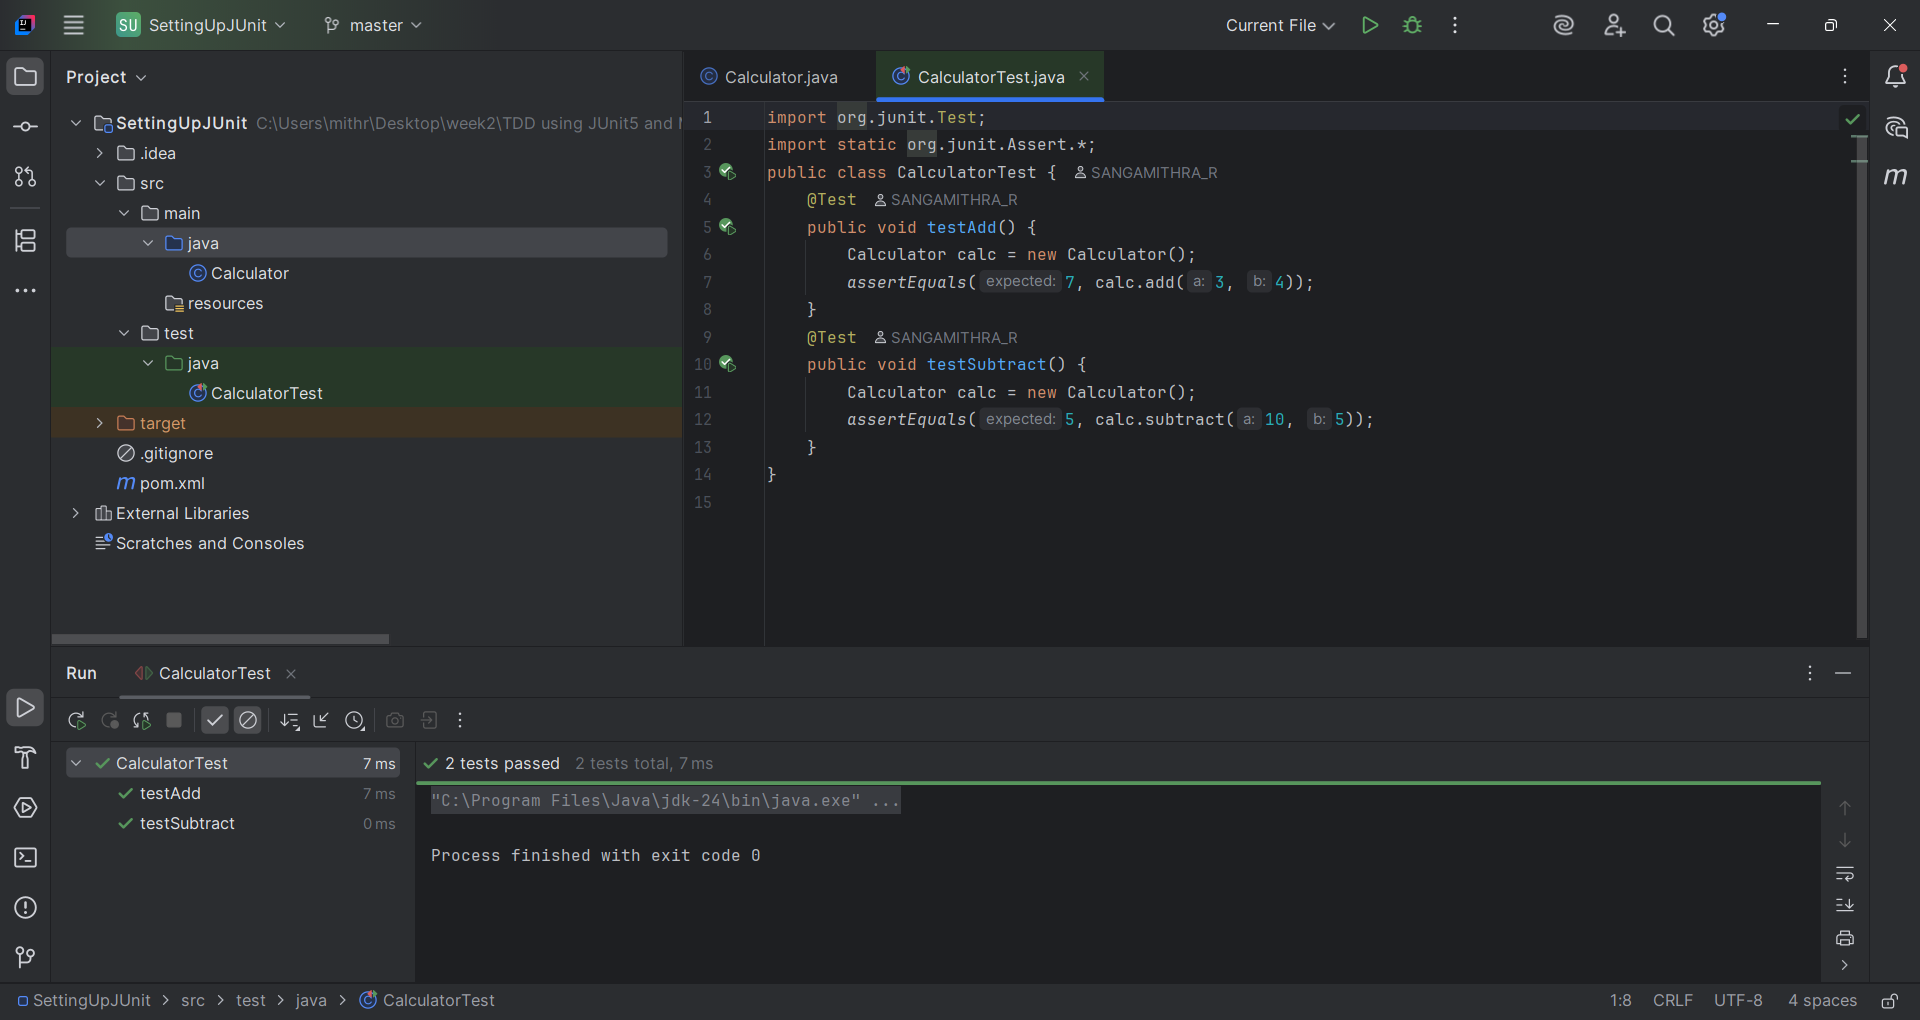 SU SettingUpJUnit master Current File
Project
SettingUpJUnit C:\Users\mithr\Desktop\week2\TDD using JUnit5 and
.idea
src
main
java
Calculator
resources
test
java
CalculatorTest
target
.gitignore
m pom.xml
External Libraries
Scratches and Consoles
Calculator.java CalculatorTest.java
1 import org.junit.Test;
2 import static org.junit.Assert.*;
3 public class CalculatorTest { SANGAMITHRA_R
4 @Test SANGAMITHRA_R
5 public void testAdd() {
6 Calculator calc = new Calculator();
7 assertEquals( expected: 7, calc.add( a: 3, b: 4));
8 }
9 @Test SANGAMITHRA_R
10 public void testSubtract() {
11 Calculator calc = new Calculator();
12 assertEquals( expected: 5, calc.subtract( a: 10, b: 5));
13 }
14 }
15
m
Run CalculatorTest
CalculatorTest 7 ms
testAdd 7 ms
testSubtract 0 ms
2 tests passed 2 tests total, 7 ms
"C:\Program Files\Java\jdk-24\bin\java.exe" ...
Process finished with exit code 0
SettingUpJUnit > src > test > java > CalculatorTest
1:8 CRLF UTF-8 4 spaces